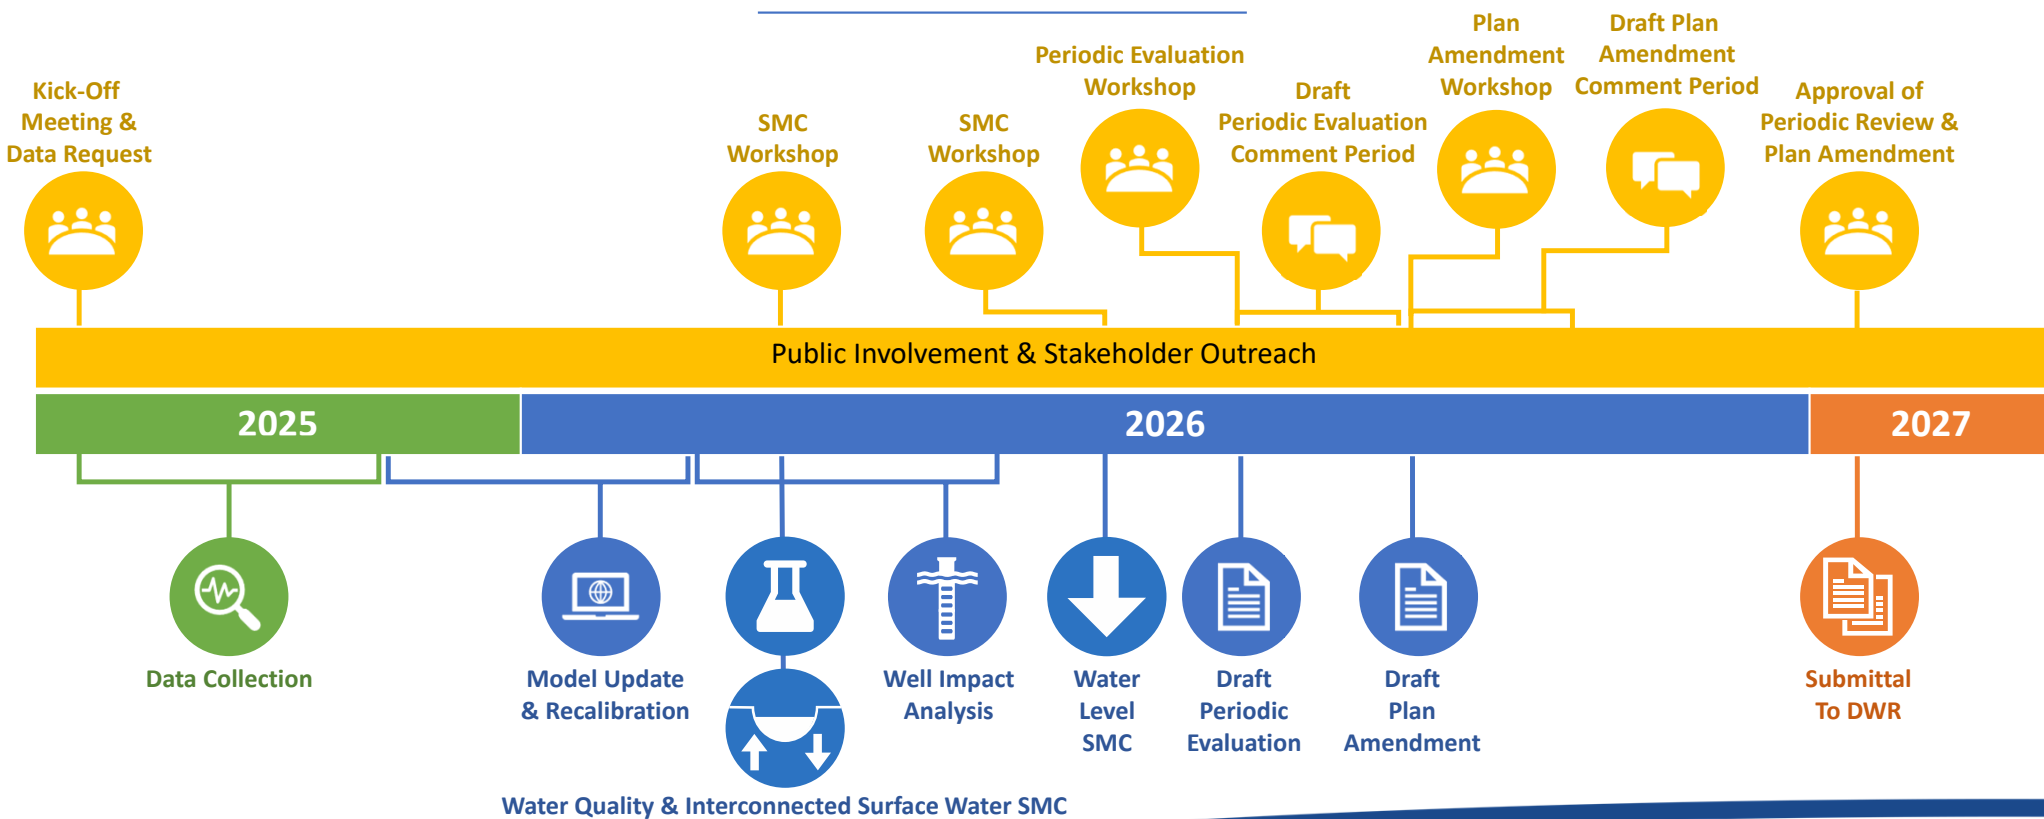 Kick-Off
Meeting &
Data Request
SMC
Workshop
SMC
Workshop
Periodic Evaluation
Workshop
Draft
Periodic Evaluation
Comment Period
Plan
Amendment
Workshop
Draft Plan
Amendment
Comment Period
Approval of
Periodic Review &
Plan Amendment
Public Involvement & Stakeholder Outreach
2025
2026
2027
Data Collection
Model Update
& Recalibration
Water Quality & Interconnected Surface Water SMC
Well Impact
Analysis
Water
Level
SMC
Draft
Periodic
Evaluation
Draft
Plan
Amendment
Submittal
To DWR